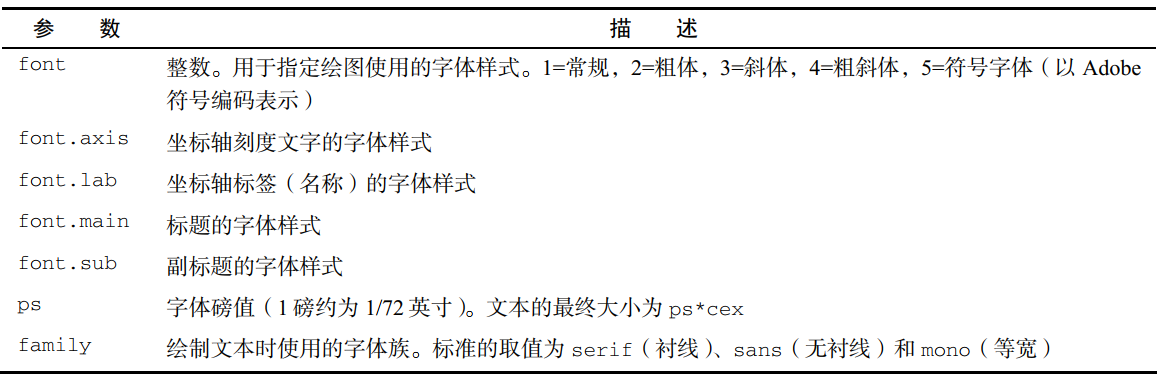 参 数 描 述
font 整数。用于指定绘图使用的字体样式。1=常规，2=粗体，3=斜体，4=粗斜体，5=符号字体（以 Adobe
符号编码表示）
font.axis 坐标轴刻度文字的字体样式
font.lab 坐标轴标签（名称）的字体样式
font.main 标题的字体样式
font.sub 副标题的字体样式
ps 字体磅值（1 磅约为 1/72 英寸）。文本的最终大小为 ps*cex
family 绘制文本时使用的字体族。标准的取值为 serif（衬线）、sans（无衬线）和 mono（等宽）